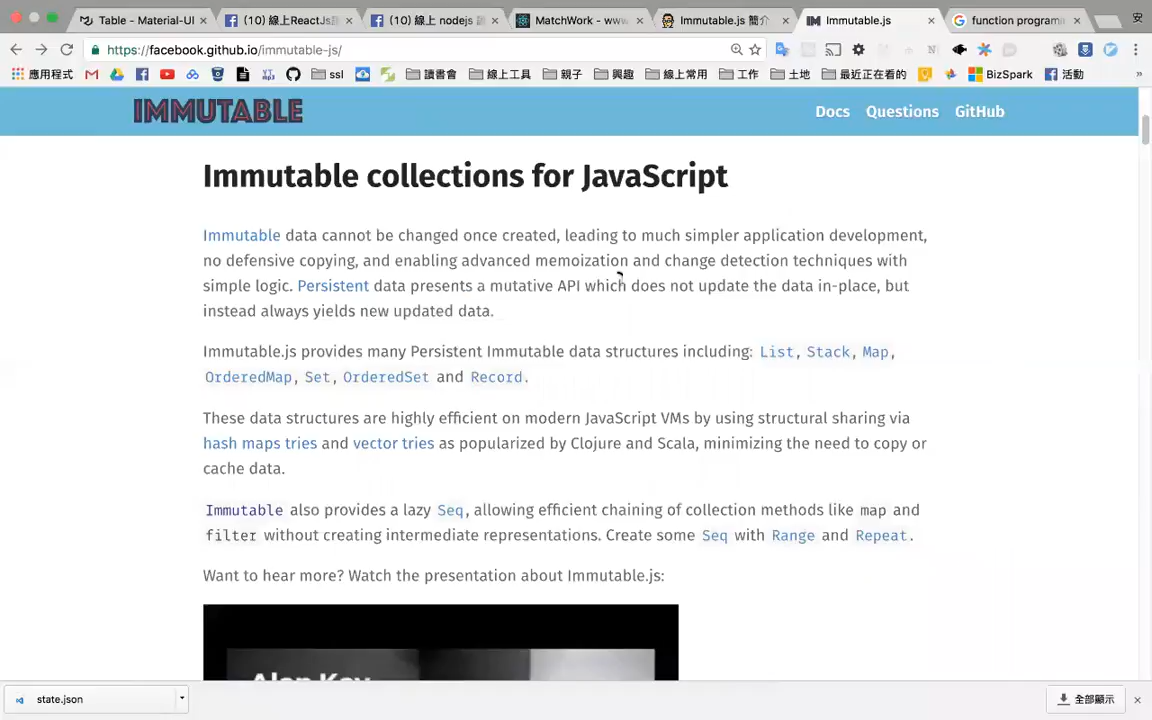 Table - Material-UI
(10) 線上ReactJs讀
(10) 線上 nodejs 讀
MatchWork - www
Immutable.js 簡介
Immutable.js
function programi
安
https://facebook.github.io/immutable-js/
應用程式
ssl
讀書會
線上工具
親子
興趣
線上常用
工作
土地
最近正在看的
BizSpark
活動
»
IMMUTABLE
Docs Questions GitHub
Immutable collections for JavaScript
Immutable data cannot be changed once created, leading to much simpler application development,
no defensive copying, and enabling advanced memoization and change detection techniques with
simple logic. Persistent data presents a mutative API which does not update the data in-place, but
instead always yields new updated data.
Immutable.js provides many Persistent Immutable data structures including: List, Stack, Map,
OrderedMap, Set, OrderedSet and Record.
These data structures are highly efficient on modern JavaScript VMs by using structural sharing via
hash maps tries and vector tries as popularized by Clojure and Scala, minimizing the need to copy or
cache data.
Immutable also provides a lazy Seq, allowing efficient chaining of collection methods like map and
filter without creating intermediate representations. Create some Seq with Range and Repeat.
Want to hear more? Watch the presentation about Immutable.js:
Alan Kay
state.json
全部顯示